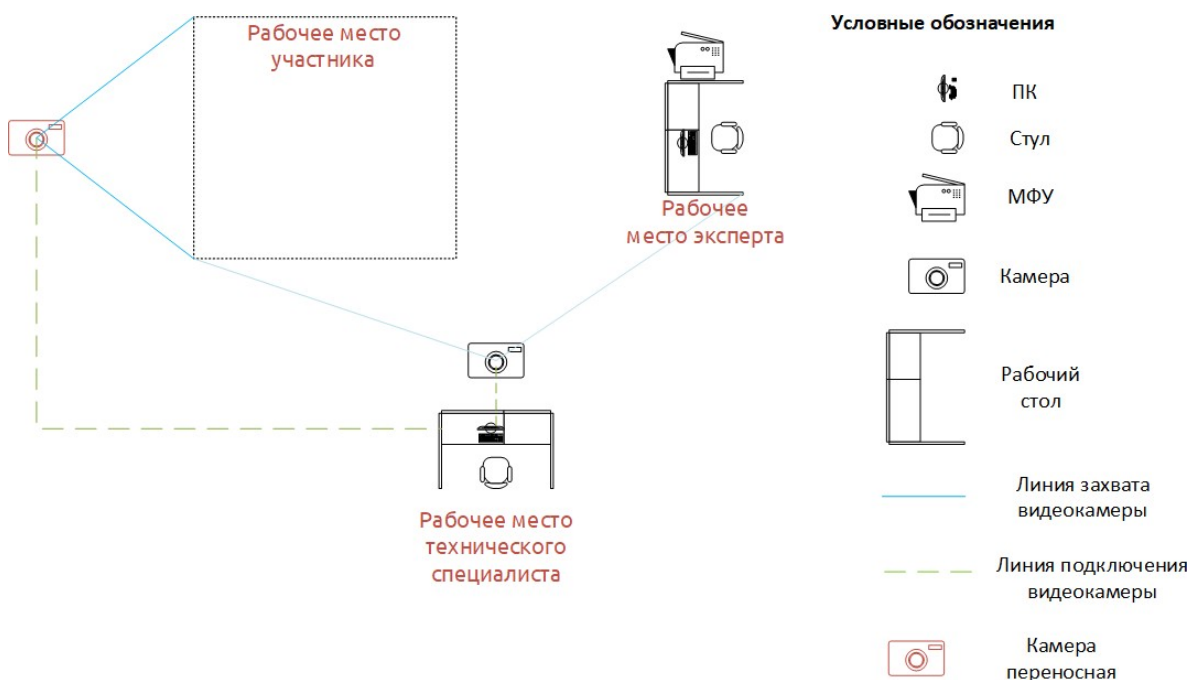 Рабочее место
участника
Рабочее
место эксперта
Рабочее место
технического
специалиста
Условные обозначения
ПК
Стул
МФУ
Камера
Рабочий
стол
Линия захвата
видеокамеры
Линия подключения
видеокамеры
Камера
переносная